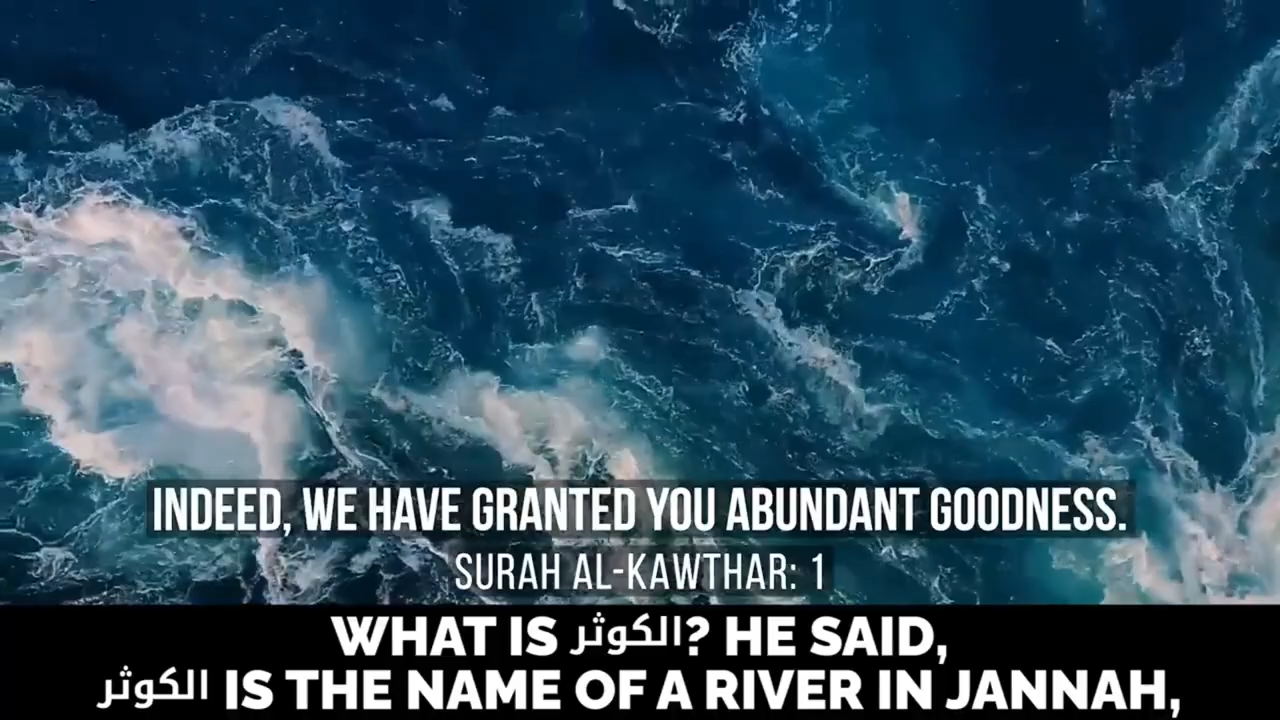 INDEED, WE HAVE GRANTED YOU ABUNDANT GOODNESS.
SURAH AL-KAWTHAR: 1
WHAT IS الكوثر? HE SAID,
الكوثر IS THE NAME OF A RIVER IN JANNAH,